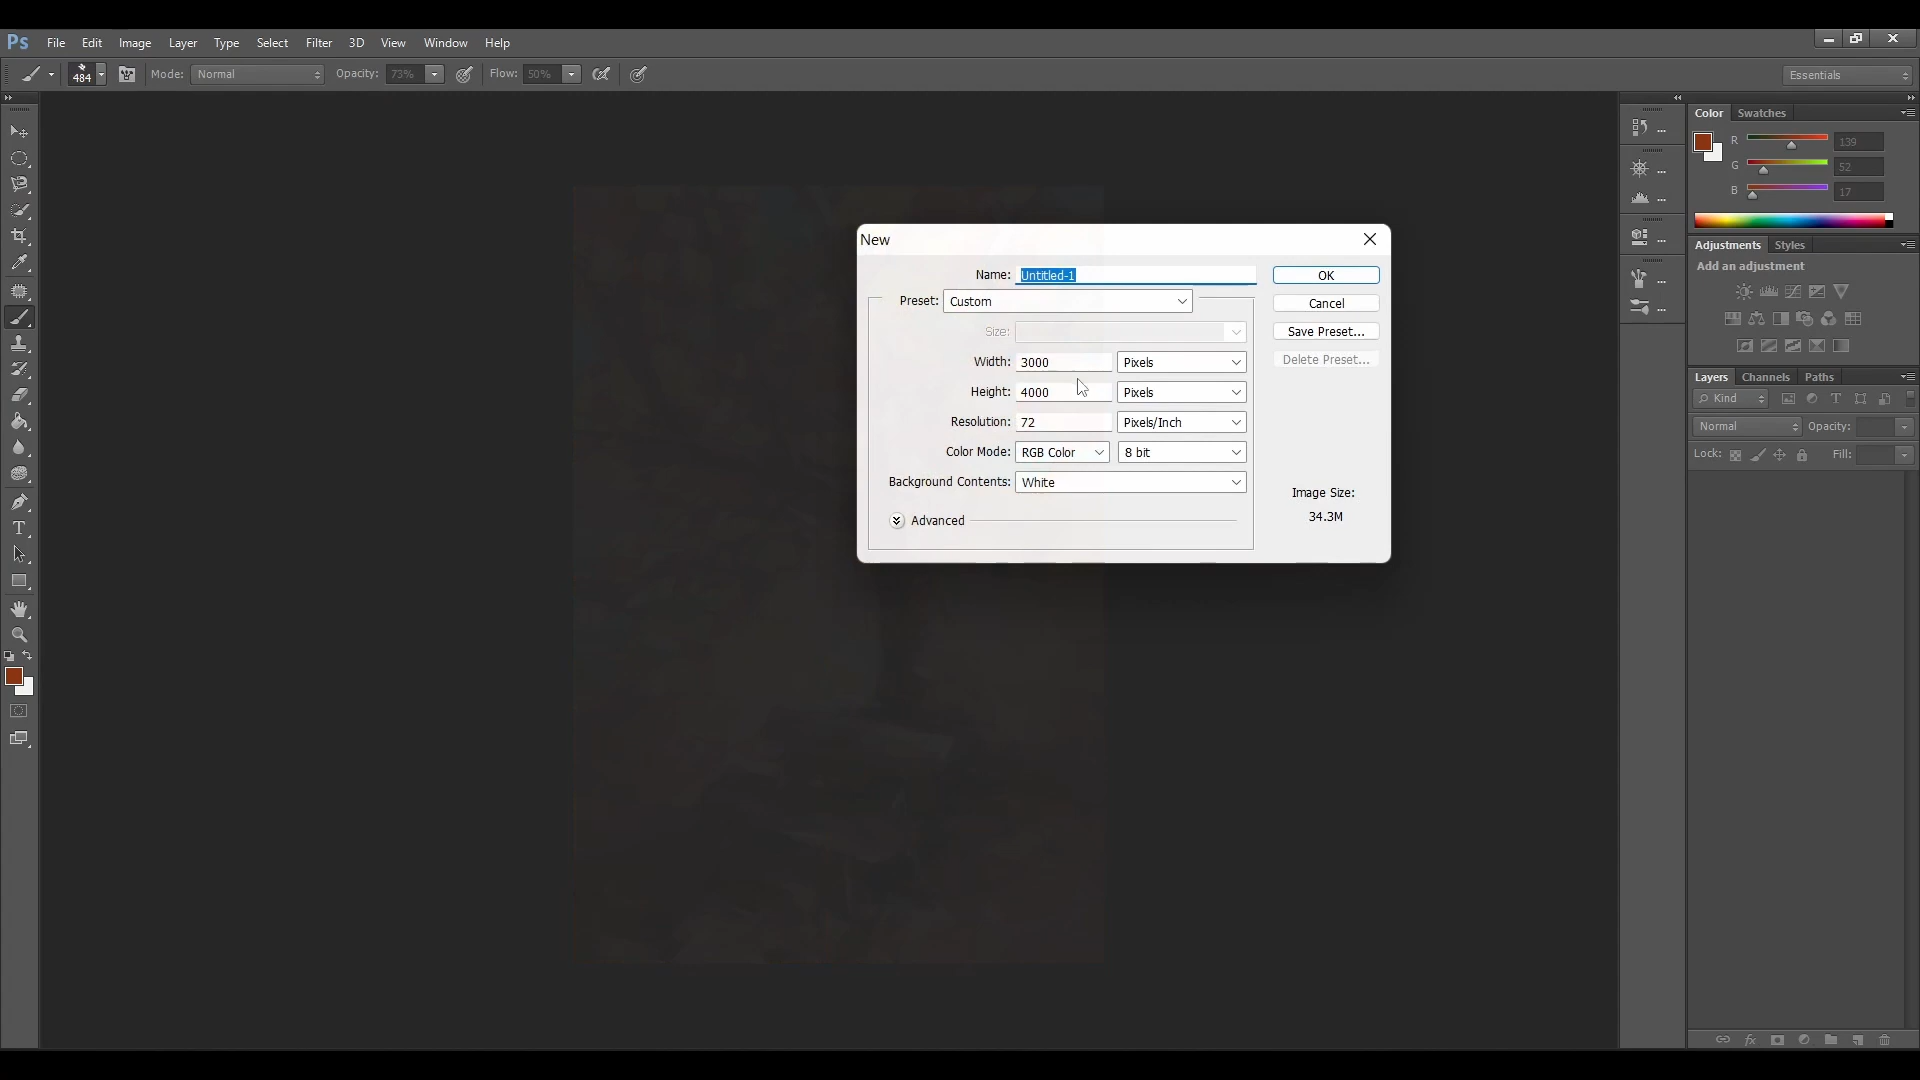 Ps File Edit Image Layer Type Select Filter 3D View Window Help
484 Mode: Normal Opacity: 73% Flow: 50% Essentials
Color Swatches
R 139
G 52
B 17
Adjustments Styles
Add an adjustment
Layers Channels Paths
Kind T
Normal Opacity:
Lock: Fill:
fx
T
New
Name: Untitled-1 OK
Preset: Custom Cancel
Size: Save Preset...
Width: 3000 Pixels Delete Preset...
Height: 4000 Pixels
Resolution: 72 Pixels/Inch
Color Mode: RGB Color 8 bit
Background Contents: White
Image Size:
34.3M
Advanced